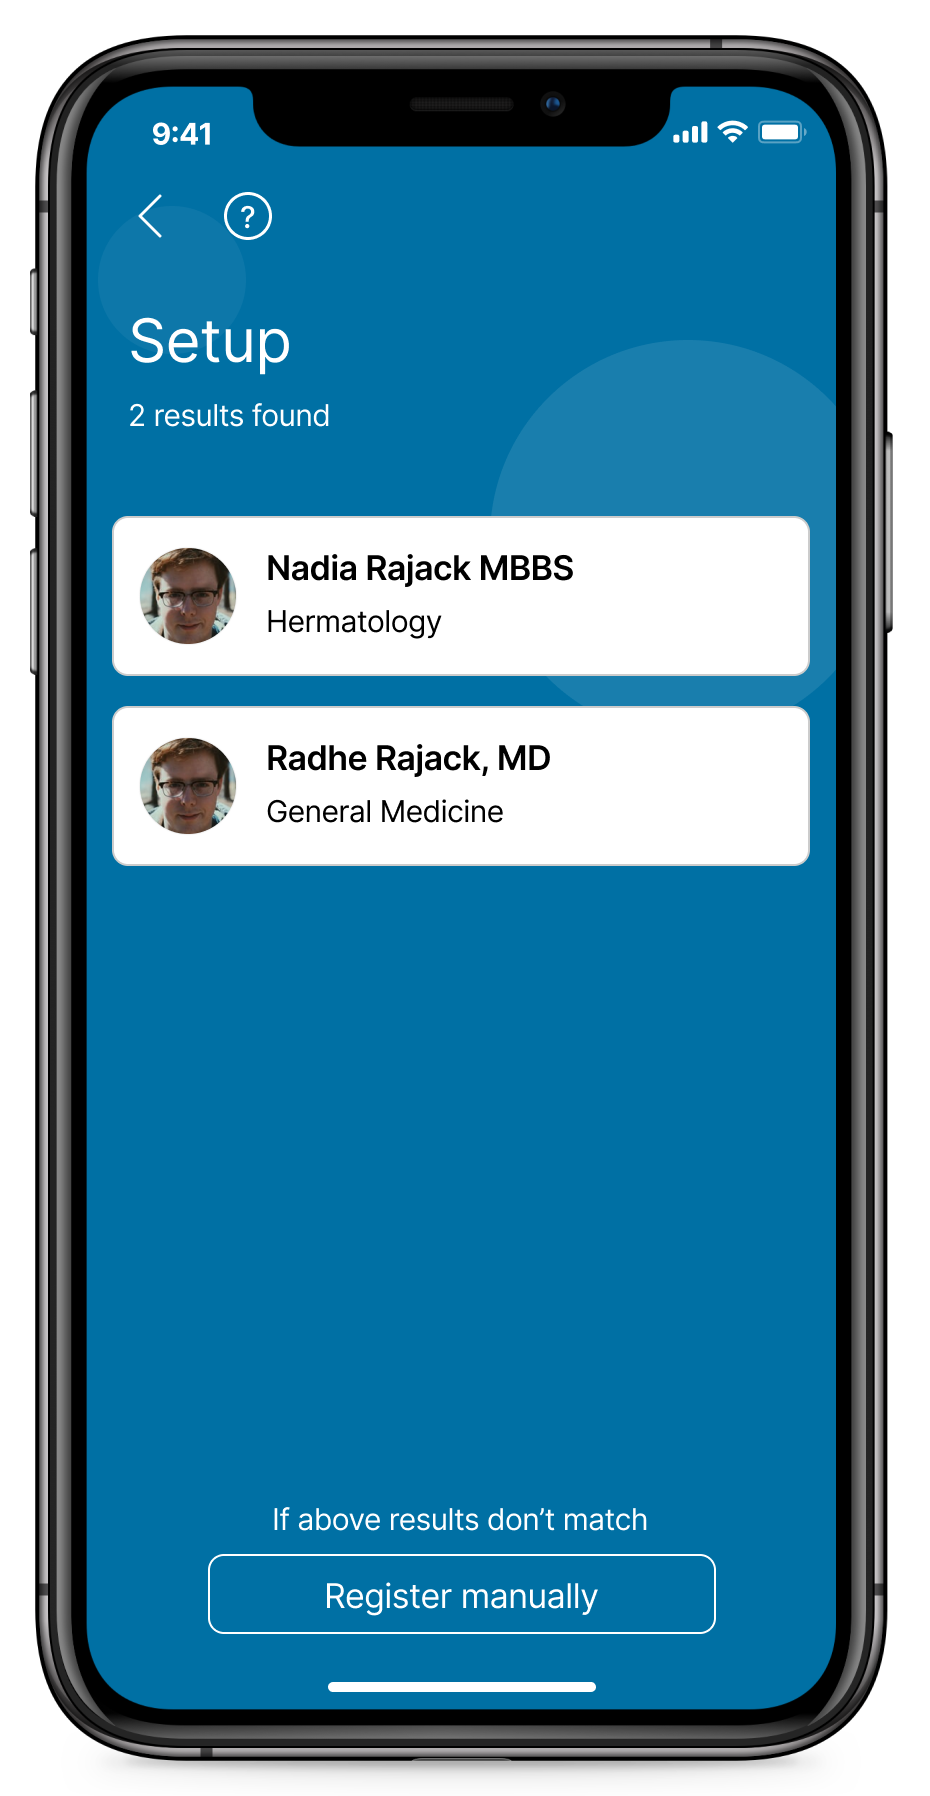 9:41
?
Setup
2 results found
Nadia Rajack MBBS
Hermatology
Radhe Rajack, MD
General Medicine
If above results don’t match
Register manually